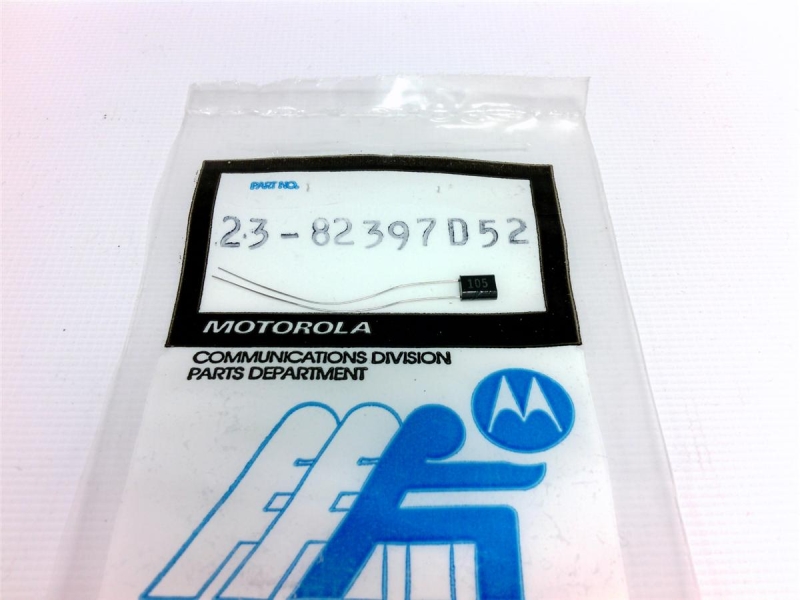 PART NO.
23-82397D52
105
MOTOROLA
COMMUNICATIONS DIVISION
PARTS DEPARTMENT